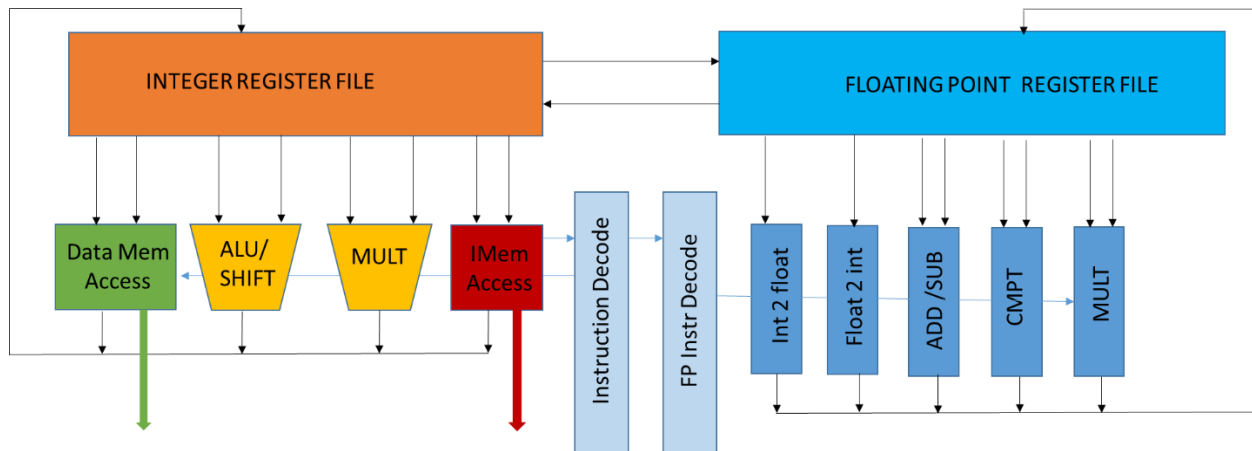 INTEGER REGISTER FILE
FLOATING POINT REGISTER FILE
Data Mem
Access
ALU/
SHIFT
MULT
IMem
Access
Instruction Decode
FP Instr Decode
Int 2 float
Float 2 int
ADD /SUB
CMPT
MULT